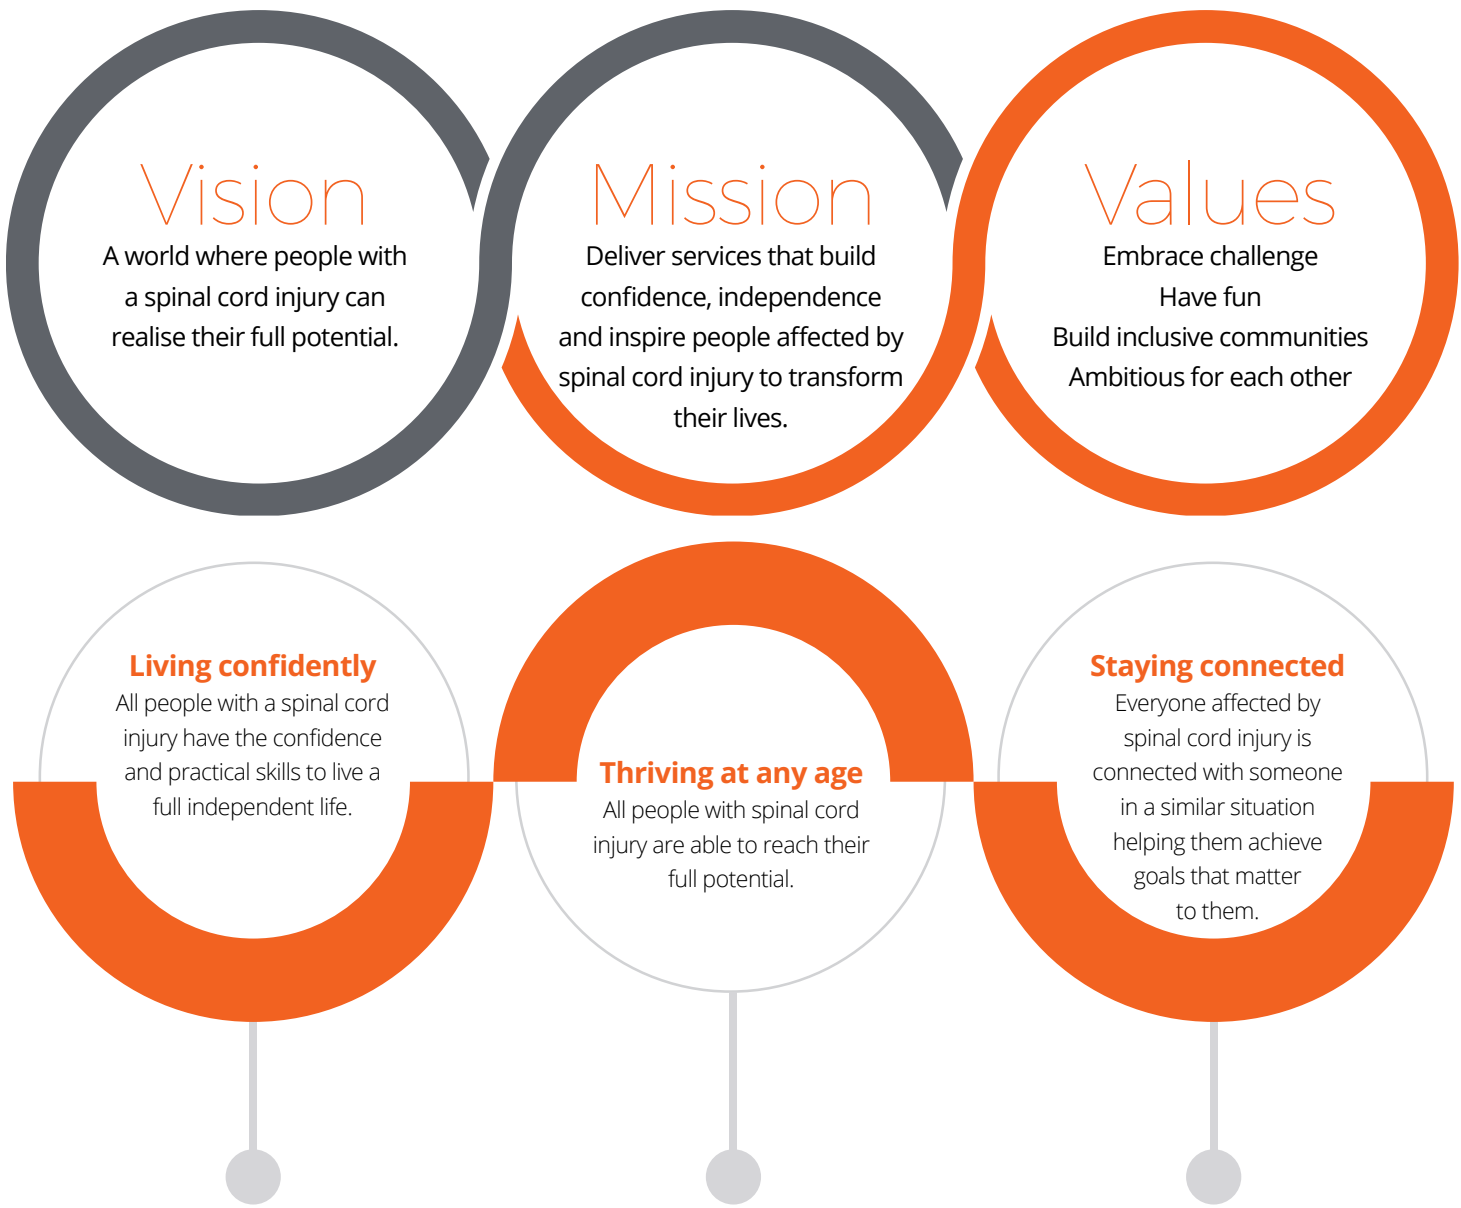 Vision
A world where people with
a spinal cord injury can
realise their full potential.
Mission
Deliver services that build
confidence, independence
and inspire people affected by
spinal cord injury to transform
their lives.
Values
Embrace challenge
Have fun
Build inclusive communities
Ambitious for each other
Living confidently
All people with a spinal cord
injury have the confidence
and practical skills to live a
full independent life.
Thriving at any age
All people with spinal cord
injury are able to reach their
full potential.
Staying connected
Everyone affected by
spinal cord injury is
connected with someone
in a similar situation
helping them achieve
goals that matter
to them.